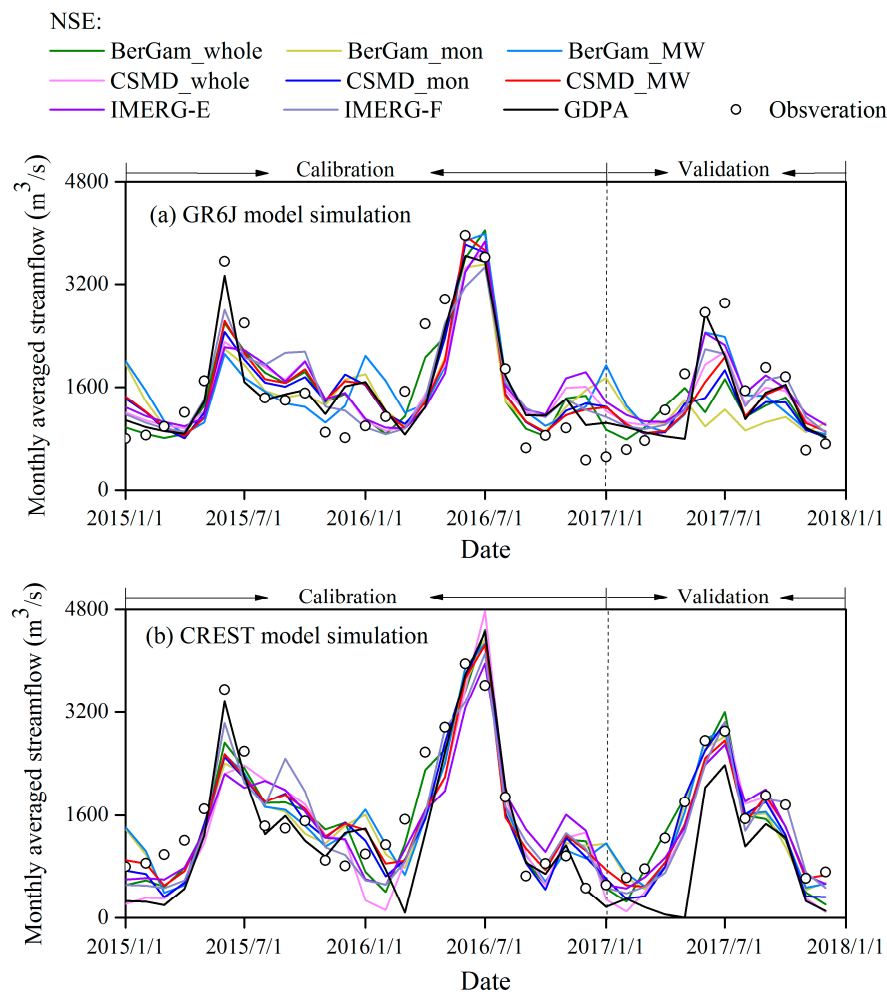 NSE:
BerGam_whole BerGam_mon BerGam_MW
CSMD_whole CSMD_mon CSMD_MW
IMERG-E IMERG-F GDPA Obsveration
Calibration Validation
4800
(a) GR6J model simulation
3200
1600
0
Monthly averaged streamflow (m³/s)
2015/1/1 2015/7/1 2016/1/1 2016/7/1 2017/1/1 2017/7/1 2018/1/1
Date
Calibration Validation
4800
(b) CREST model simulation
3200
1600
0
Monthly averaged streamflow (m³/s)
2015/1/1 2015/7/1 2016/1/1 2016/7/1 2017/1/1 2017/7/1 2018/1/1
Date